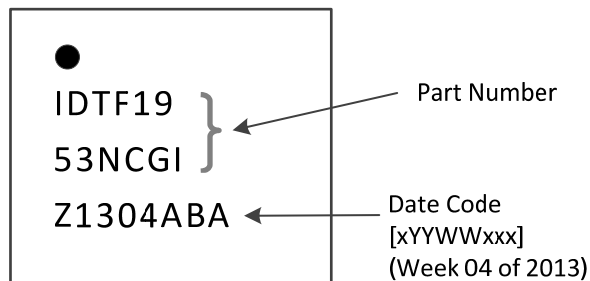 IDTF19
53NCGI
Z1304ABA
Part Number
Date Code
[xYYWWxxx]
(Week 04 of 2013)